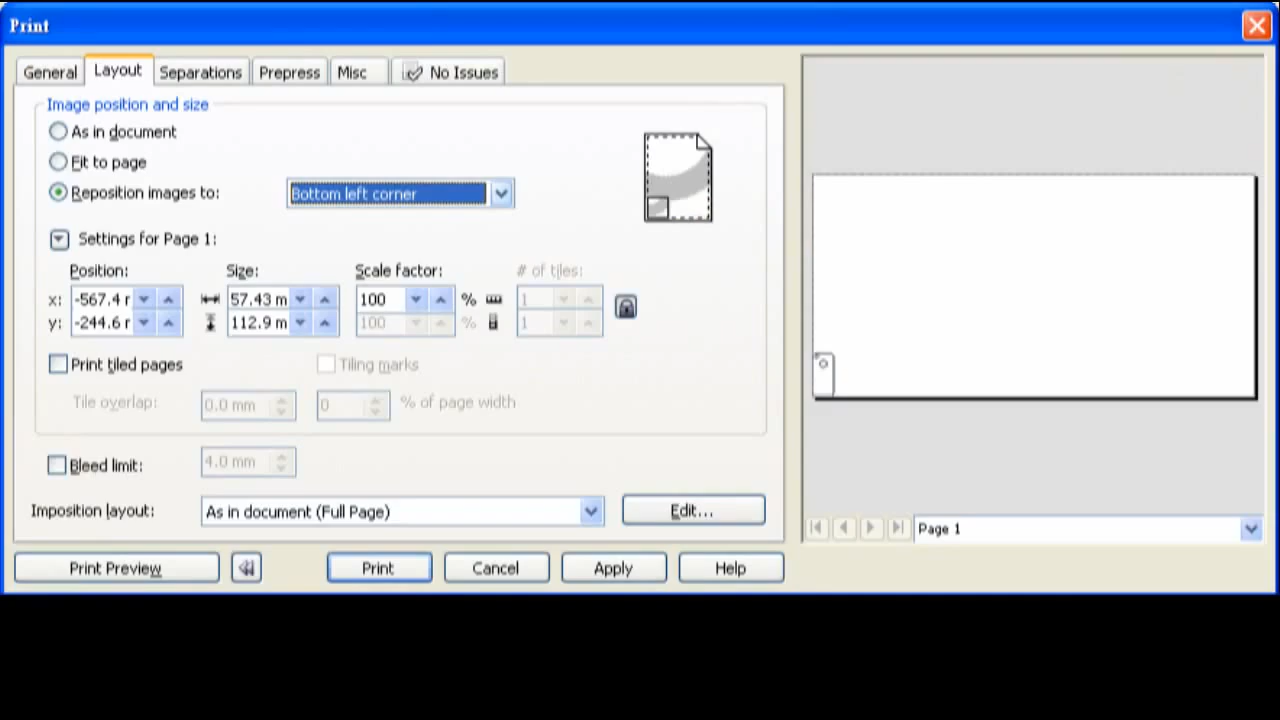 Print
General Layout Separations Prepress Misc No Issues
Image position and size
As in document
Fit to page
Reposition images to: Bottom left corner
Settings for Page 1:
Position: Size: Scale factor: # of tiles:
x: -567.4 r 57.43 m 100 % 1
y: -244.6 r 112.9 m 100 % 1
Print tiled pages Tiling marks
Tile overlap: 0.0 mm 0 % of page width
Bleed limit: 4.0 mm
Imposition layout: As in document (Full Page) Edit...
Page 1
Print Preview Print Cancel Apply Help